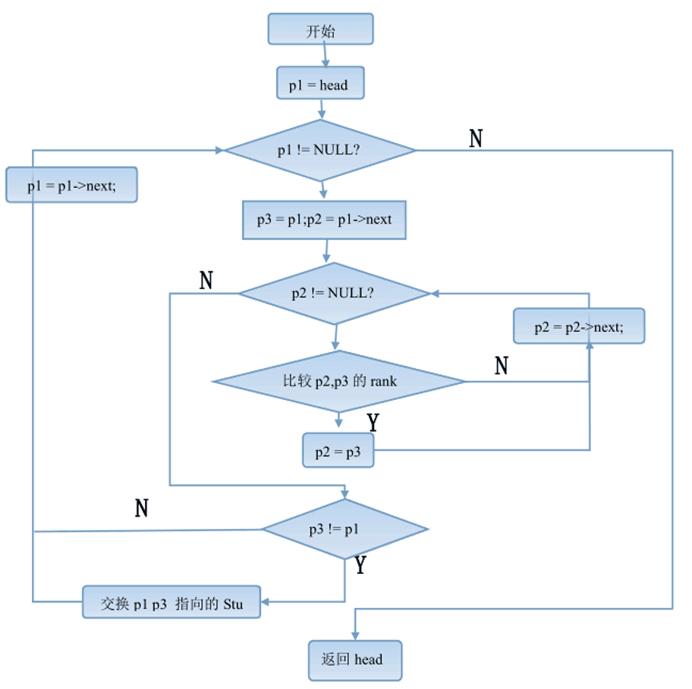 开始
p1 = head
p1 != NULL?
N
p1 = p1->next;
p3 = p1;p2 = p1->next
N
p2 != NULL?
p2 = p2->next;
比较 p2,p3 的 rank
N
Y
p2 = p3
N
p3 != p1
Y
交换 p1 p3 指向的 Stu
返回 head